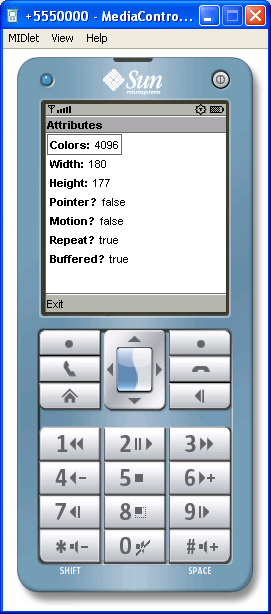 +5550000 - MediaContro...
MIDlet View Help
Sun
microsystems
Attributes
Colors: 4096
Width: 180
Height: 177
Pointer? false
Motion? false
Repeat? true
Buffered? true
Exit
1 2 3
4 - 5 6 +
7 8 9
* - 0 # +
SHIFT SPACE